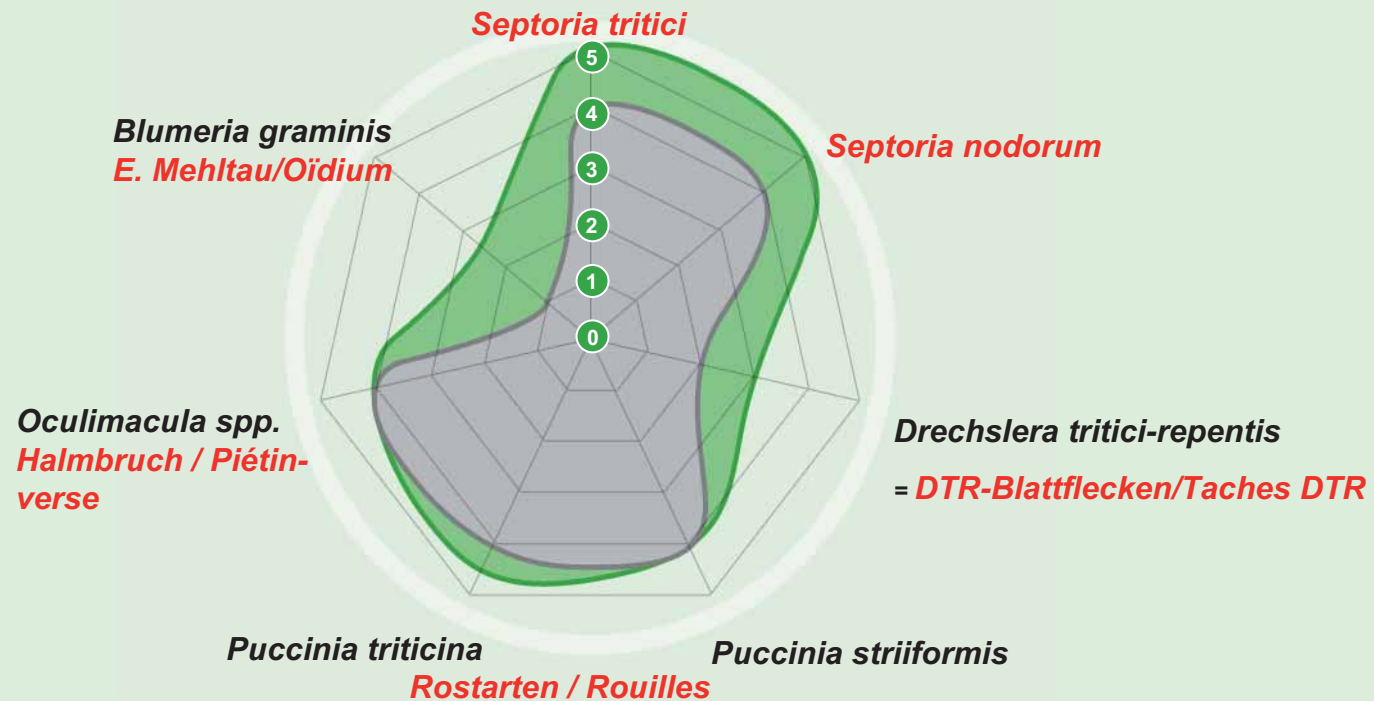 Septoria tritici
5
4
3
2
1
0
Blumeria graminis
E. Mehltau/Oïdium
Septoria nodorum
Oculimacula spp.
Halmbruch / Piétin-
verse
Drechslera tritici-repentis
= DTR-Blattflecken/Taches DTR
Puccinia triticina
Puccinia striiformis
Rostarten / Rouilles